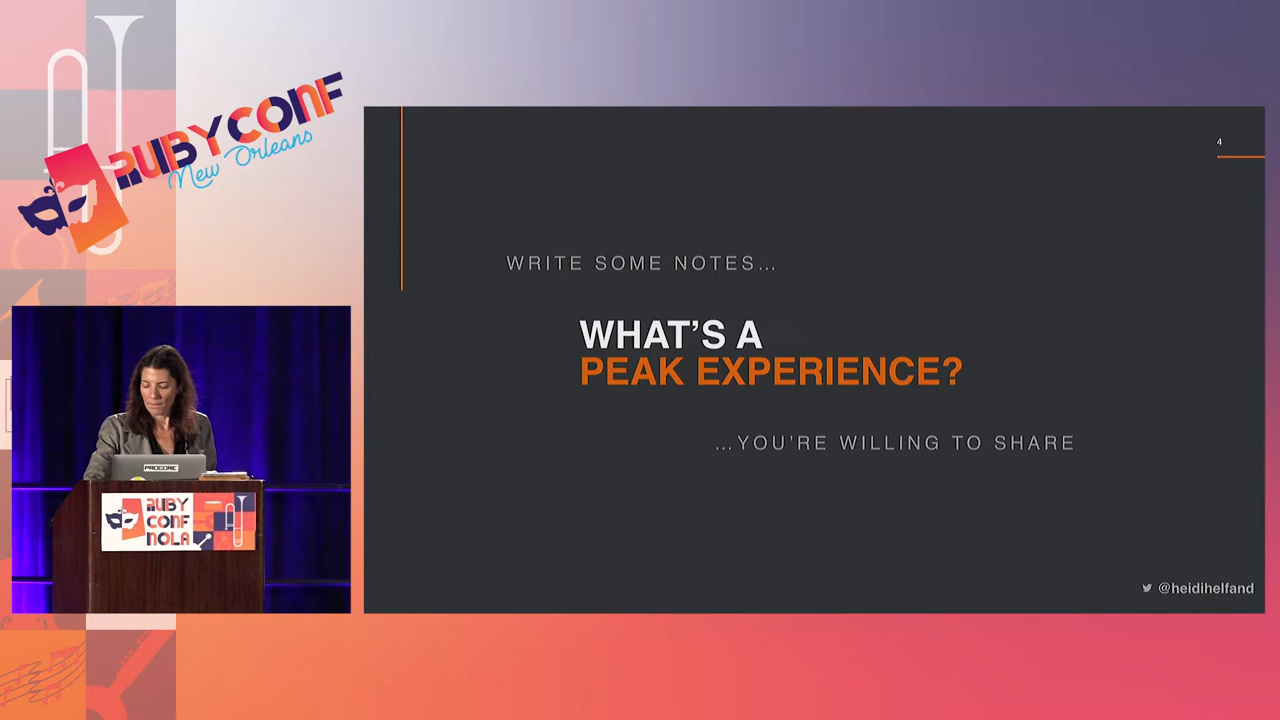 RUBYCONF
New Orleans
4
WRITE SOME NOTES…
WHAT’S A
PEAK EXPERIENCE?
…YOU’RE WILLING TO SHARE
@heidihelfand
PROCORE
RUBY
CONF
NOLA